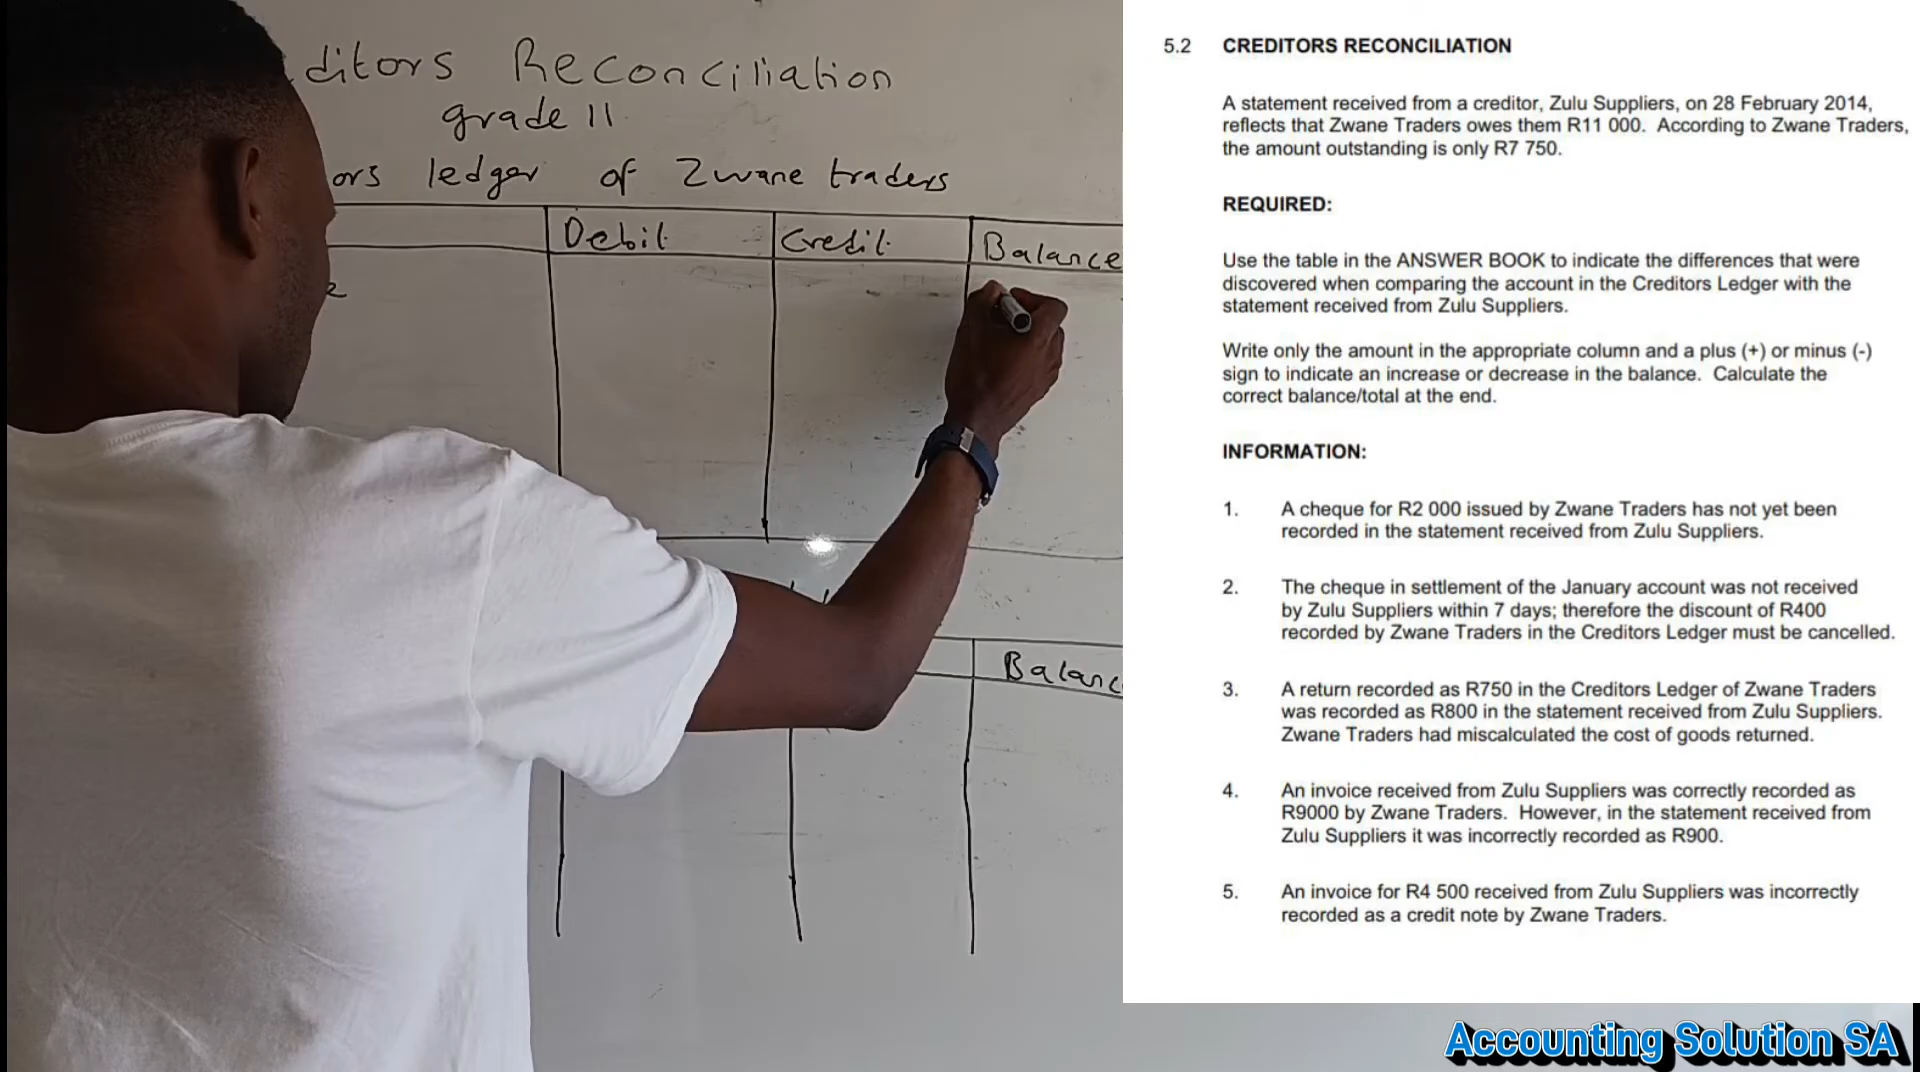 ditors Reconciliation
grade 11
ors ledger of Zwane traders
Debit Credit Balance
Balanc
5.2 CREDITORS RECONCILIATION
A statement received from a creditor, Zulu Suppliers, on 28 February 2014,
reflects that Zwane Traders owes them R11 000. According to Zwane Traders,
the amount outstanding is only R7 750.
REQUIRED:
Use the table in the ANSWER BOOK to indicate the differences that were
discovered when comparing the account in the Creditors Ledger with the
statement received from Zulu Suppliers.
Write only the amount in the appropriate column and a plus (+) or minus (-)
sign to indicate an increase or decrease in the balance. Calculate the
correct balance/total at the end.
INFORMATION:
1. A cheque for R2 000 issued by Zwane Traders has not yet been
recorded in the statement received from Zulu Suppliers.
2. The cheque in settlement of the January account was not received
by Zulu Suppliers within 7 days; therefore the discount of R400
recorded by Zwane Traders in the Creditors Ledger must be cancelled.
3. A return recorded as R750 in the Creditors Ledger of Zwane Traders
was recorded as R800 in the statement received from Zulu Suppliers.
Zwane Traders had miscalculated the cost of goods returned.
4. An invoice received from Zulu Suppliers was correctly recorded as
R9000 by Zwane Traders. However, in the statement received from
Zulu Suppliers it was incorrectly recorded as R900.
5. An invoice for R4 500 received from Zulu Suppliers was incorrectly
recorded as a credit note by Zwane Traders.
Accounting Solution SA